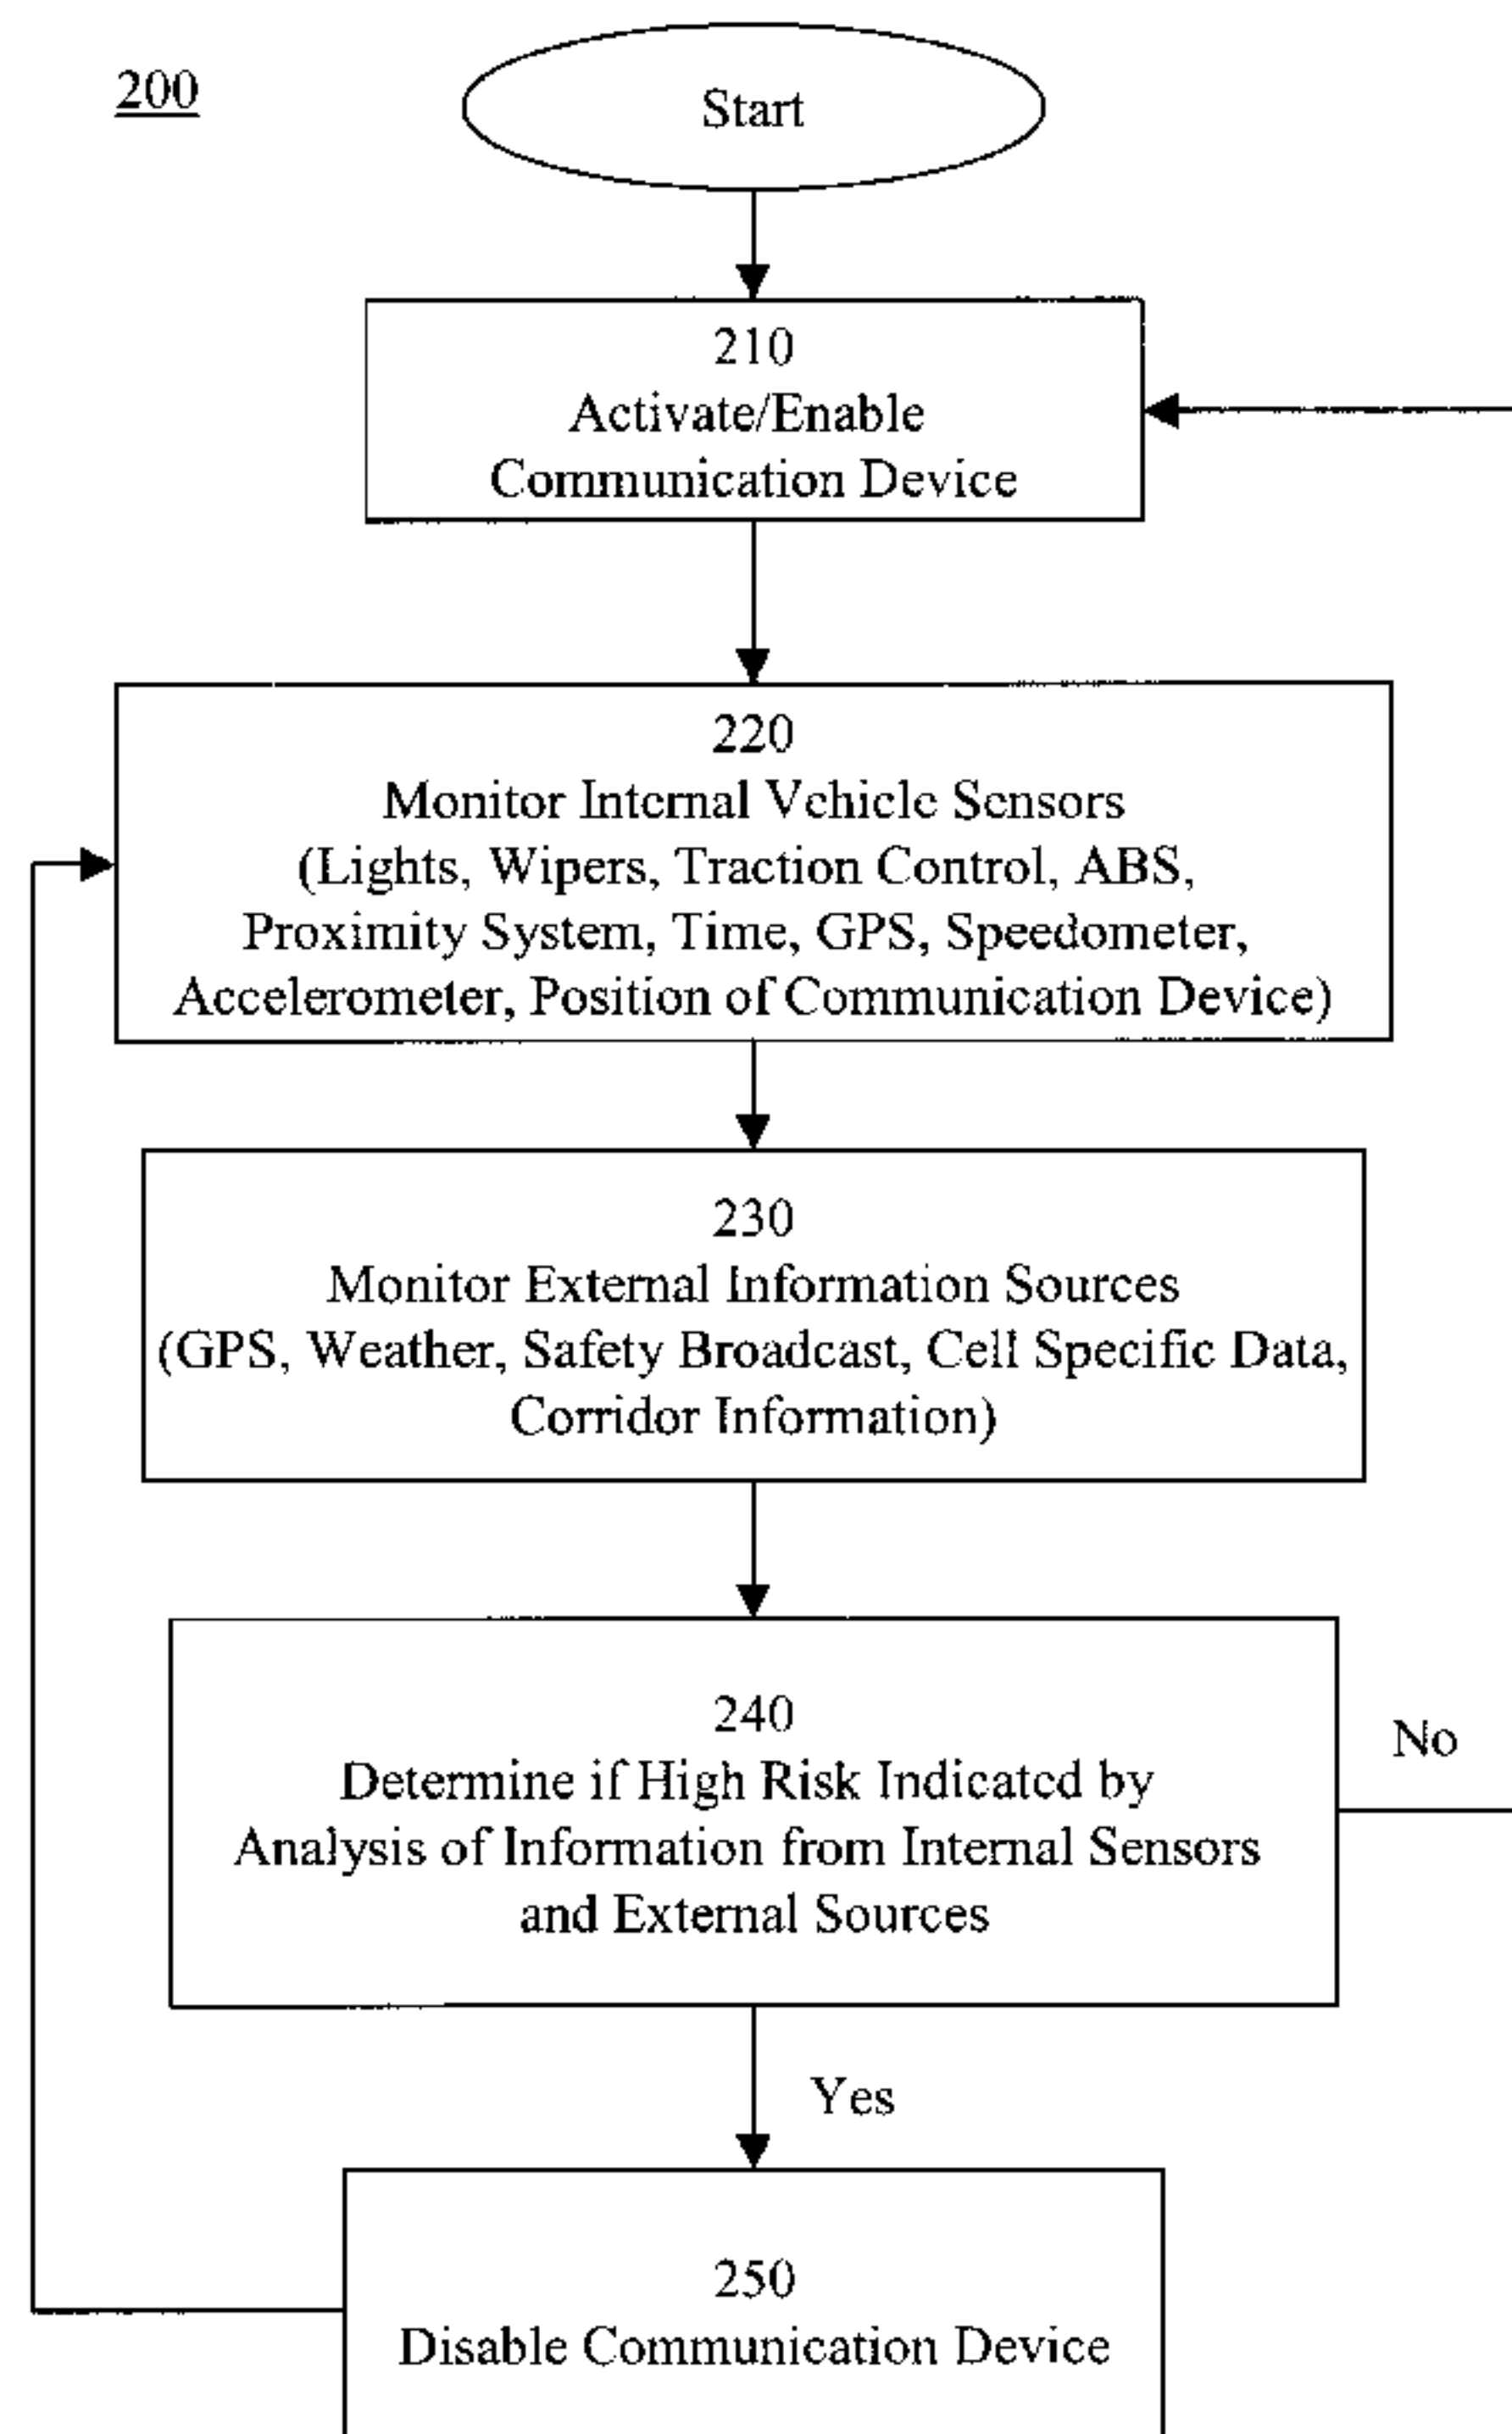 200
Start
210
Activate/Enable
Communication Device
220
Monitor Internal Vehicle Sensors
(Lights, Wipers, Traction Control, ABS,
Proximity System, Time, GPS, Speedometer,
Accelerometer, Position of Communication Device)
230
Monitor External Information Sources
(GPS, Weather, Safety Broadcast, Cell Specific Data,
Corridor Information)
240
Determine if High Risk Indicated by
Analysis of Information from Internal Sensors
and External Sources
No
Yes
250
Disable Communication Device